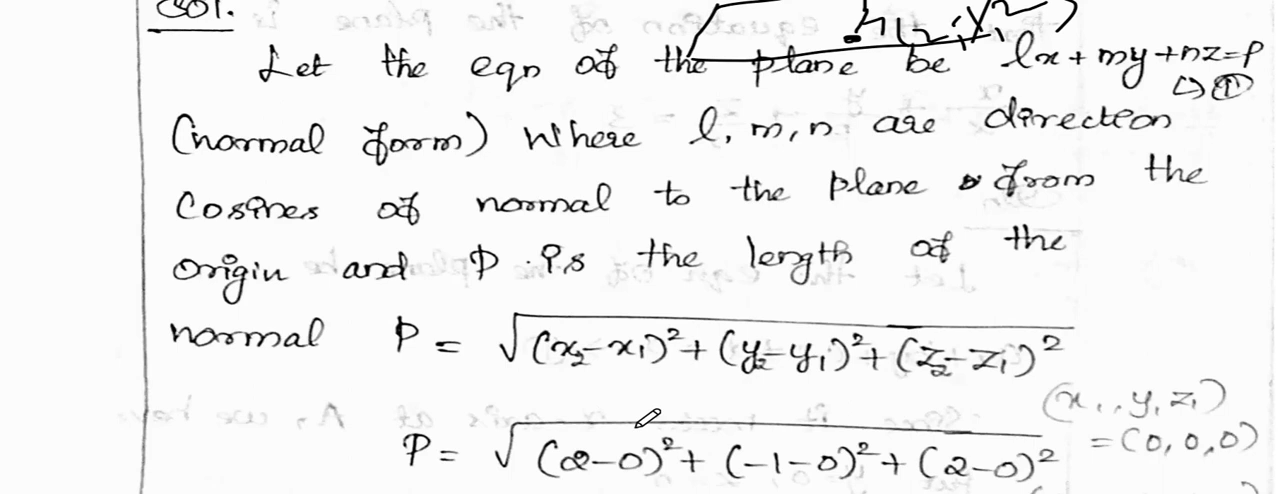 Sol.
Let the eqn of the plane be lx + my + nz = p
↳ ①
(normal form) Where l, m, n are direction
Cosines of normal to the plane from the
origin and P is the length of the
normal P = √(x₂-x₁)²+(y₂-y₁)²+(z₂-z₁)²
(x₁, y₁ z₁)
P = √(2-0)²+(-1-0)²+(2-0)² = (0,0,0)